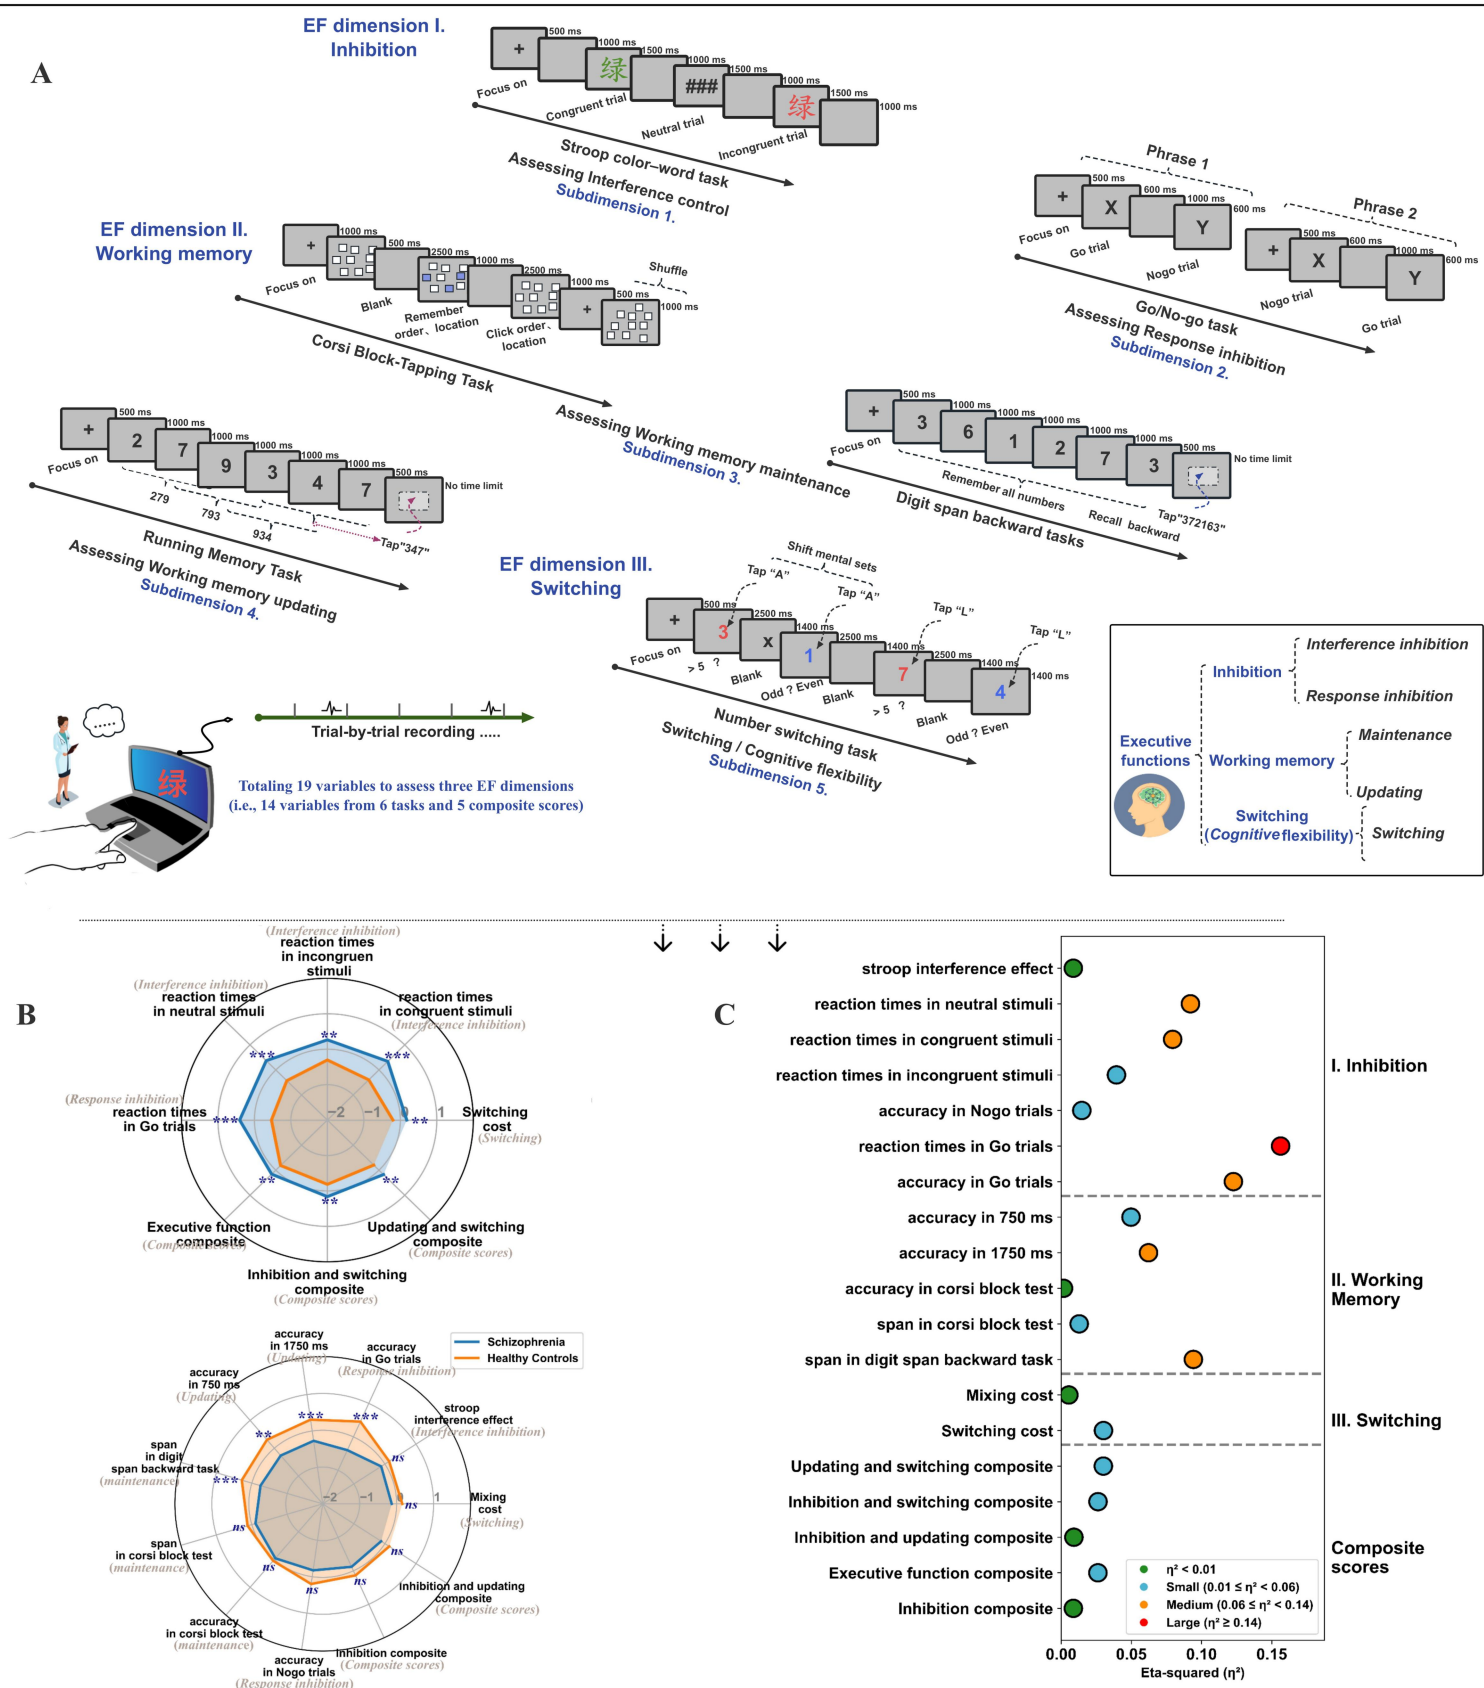 A
EF dimension I.
Inhibition
+
500 ms
1000 ms
绿
1500 ms
1000 ms
###
1500 ms
1000 ms
绿
1500 ms
1000 ms
Focus on
Congruent trial
Neutral trial
Incongruent trial
Stroop color–word task
Assessing Interference control
Subdimension 1.
Phrase 1
+
500 ms
X
600 ms
1000 ms
Y
600 ms
Focus on
Go trial
Nogo trial
Phrase 2
+
500 ms
X
600 ms
1000 ms
Y
600 ms
Nogo trial
Go trial
Go/No-go task
Assessing Response inhibition
Subdimension 2.
EF dimension II.
Working memory
+
1000 ms
500 ms
2500 ms
1000 ms
2500 ms
1000 ms
+
500 ms
1000 ms
Shuffle
Focus on
Blank
Remember
order、location
Click order、
location
Corsi Block-Tapping Task
Assessing Working memory maintenance
Subdimension 3.
+
500 ms
3
1000 ms
6
1000 ms
1
1000 ms
2
1000 ms
7
1000 ms
3
500 ms
No time limit
Focus on
Remember all numbers
Recall backward
Tap"372163"
Digit span backward tasks
+
500 ms
2
1000 ms
7
1000 ms
9
1000 ms
3
1000 ms
4
1000 ms
7
500 ms
No time limit
Focus on
279
793
934
Tap"347"
Running Memory Task
Assessing Working memory updating
Subdimension 4.
EF dimension III.
Switching
Shift mental sets
Tap “A”
Tap “A”
Tap “L”
Tap “L”
+
500 ms
3
2500 ms
x
1400 ms
1
2500 ms
1400 ms
7
2500 ms
1400 ms
4
1400 ms
Focus on
> 5 ?
Blank
Odd ? Even
Blank
> 5 ?
Blank
Odd ? Even
Number switching task
Switching / Cognitive flexibility
Subdimension 5.
.....
绿
Trial-by-trial recording .....
Totaling 19 variables to assess three EF dimensions
(i.e., 14 variables from 6 tasks and 5 composite scores)
Executive
functions
Inhibition
Interference inhibition
Response inhibition
Working memory
Maintenance
Updating
Switching
(Cognitive flexibility)
Switching
B
(Interference inhibition)
reaction times
in incongruen
stimuli
(Interference inhibition)
reaction times
in neutral stimuli
reaction times
in congruent stimuli
(Interference inhibition)
(Response inhibition)
reaction times
in Go trials
Switching
cost
(Switching)
Executive function
composite
(Composite scores)
Updating and switching
composite
(Composite scores)
Inhibition and switching
composite
(Composite scores)
**
***
***
***
**
**
**
**
−2
−1
0
1
Schizophrenia
Healthy Controls
accuracy
in 1750 ms
(Updating)
accuracy
in Go trials
(Response inhibition)
accuracy
in 750 ms
(Updating)
stroop
interference effect
(Interference inhibition)
span
in digit
span backward task
(maintenance)
Mixing
cost
(Switching)
span
in corsi block test
(maintenance)
Inhibition and updating
composite
(Composite scores)
accuracy
in corsi block test
(maintenance)
inhibition composite
(Composite scores)
accuracy
in Nogo trials
(Response inhibition)
***
***
**
ns
***
ns
ns
ns
ns
ns
ns
−2
−1
0
1
C
stroop interference effect
reaction times in neutral stimuli
reaction times in congruent stimuli
reaction times in incongruent stimuli
accuracy in Nogo trials
reaction times in Go trials
accuracy in Go trials
accuracy in 750 ms
accuracy in 1750 ms
accuracy in corsi block test
span in corsi block test
span in digit span backward task
Mixing cost
Switching cost
Updating and switching composite
Inhibition and switching composite
Inhibition and updating composite
Executive function composite
Inhibition composite
I. Inhibition
II. Working
Memory
III. Switching
Composite
scores
η² < 0.01
Small (0.01 ≤ η² < 0.06)
Medium (0.06 ≤ η² < 0.14)
Large (η² ≥ 0.14)
0.00
0.05
0.10
0.15
Eta-squared (η²)